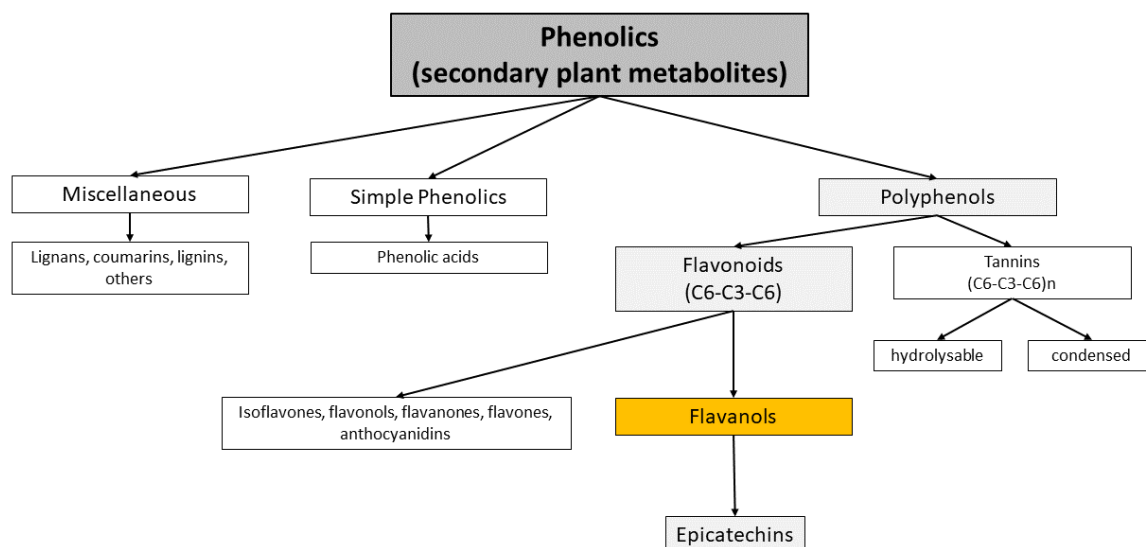 Phenolics
(secondary plant metabolites)
Miscellaneous
Simple Phenolics
Polyphenols
Lignans, coumarins, lignins,
others
Phenolic acids
Flavonoids
(C6-C3-C6)
Tannins
(C6-C3-C6)n
hydrolysable
condensed
Isoflavones, flavonols, flavanones, flavones,
anthocyanidins
Flavanols
Epicatechins